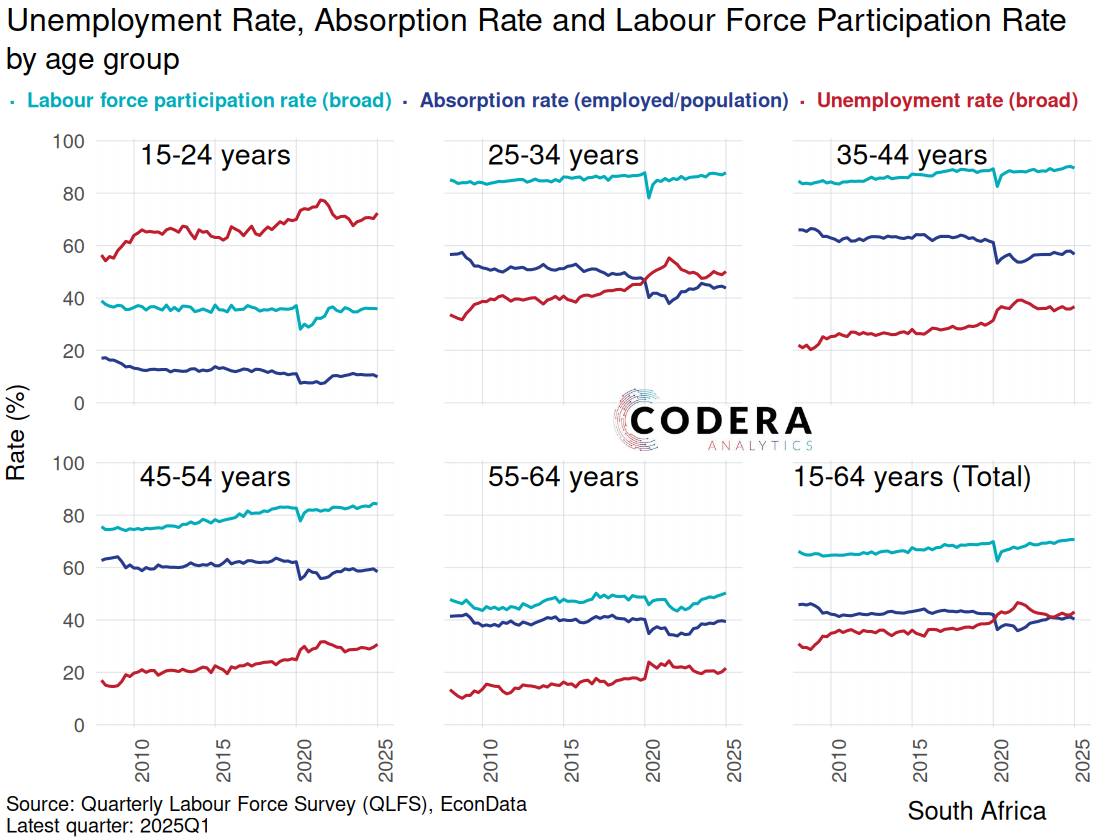 Unemployment Rate, Absorption Rate and Labour Force Participation Rate
by age group
Labour force participation rate (broad) Absorption rate (employed/population) Unemployment rate (broad)
15-24 years 25-34 years 35-44 years
100
80
60
40
20
0
Rate (%)
CODERA
ANALYTICS
45-54 years 55-64 years 15-64 years (Total)
100
80
60
40
20
0
2010 2015 2020 2025 2010 2015 2020 2025 2010 2015 2020 2025
Source: Quarterly Labour Force Survey (QLFS), EconData
Latest quarter: 2025Q1
South Africa